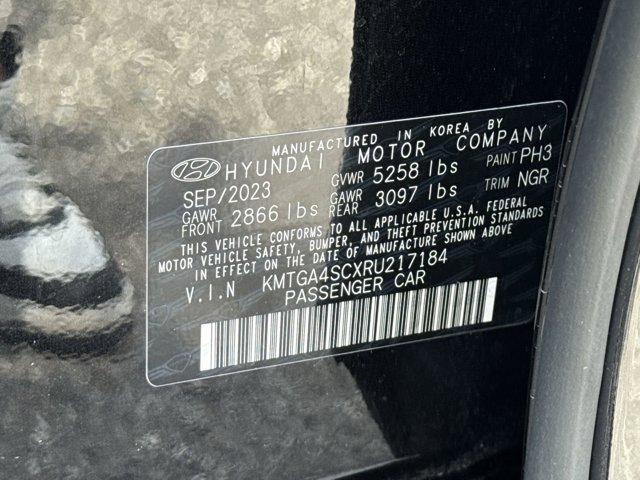 MANUFACTURED IN KOREA BY
HYUNDAI MOTOR COMPANY
SEP/2023 GVWR 5258 lbs PAINT PH3
GAWR FRONT 2866 lbs GAWR REAR 3097 lbs TRIM NGR
THIS VEHICLE CONFORMS TO ALL APPLICABLE U.S.A. FEDERAL
MOTOR VEHICLE SAFETY, BUMPER, AND THEFT PREVENTION STANDARDS
IN EFFECT ON THE DATE OF MANUFACTURE SHOWN ABOVE
V.I.N KMTGA4SCXRU217184
PASSENGER CAR